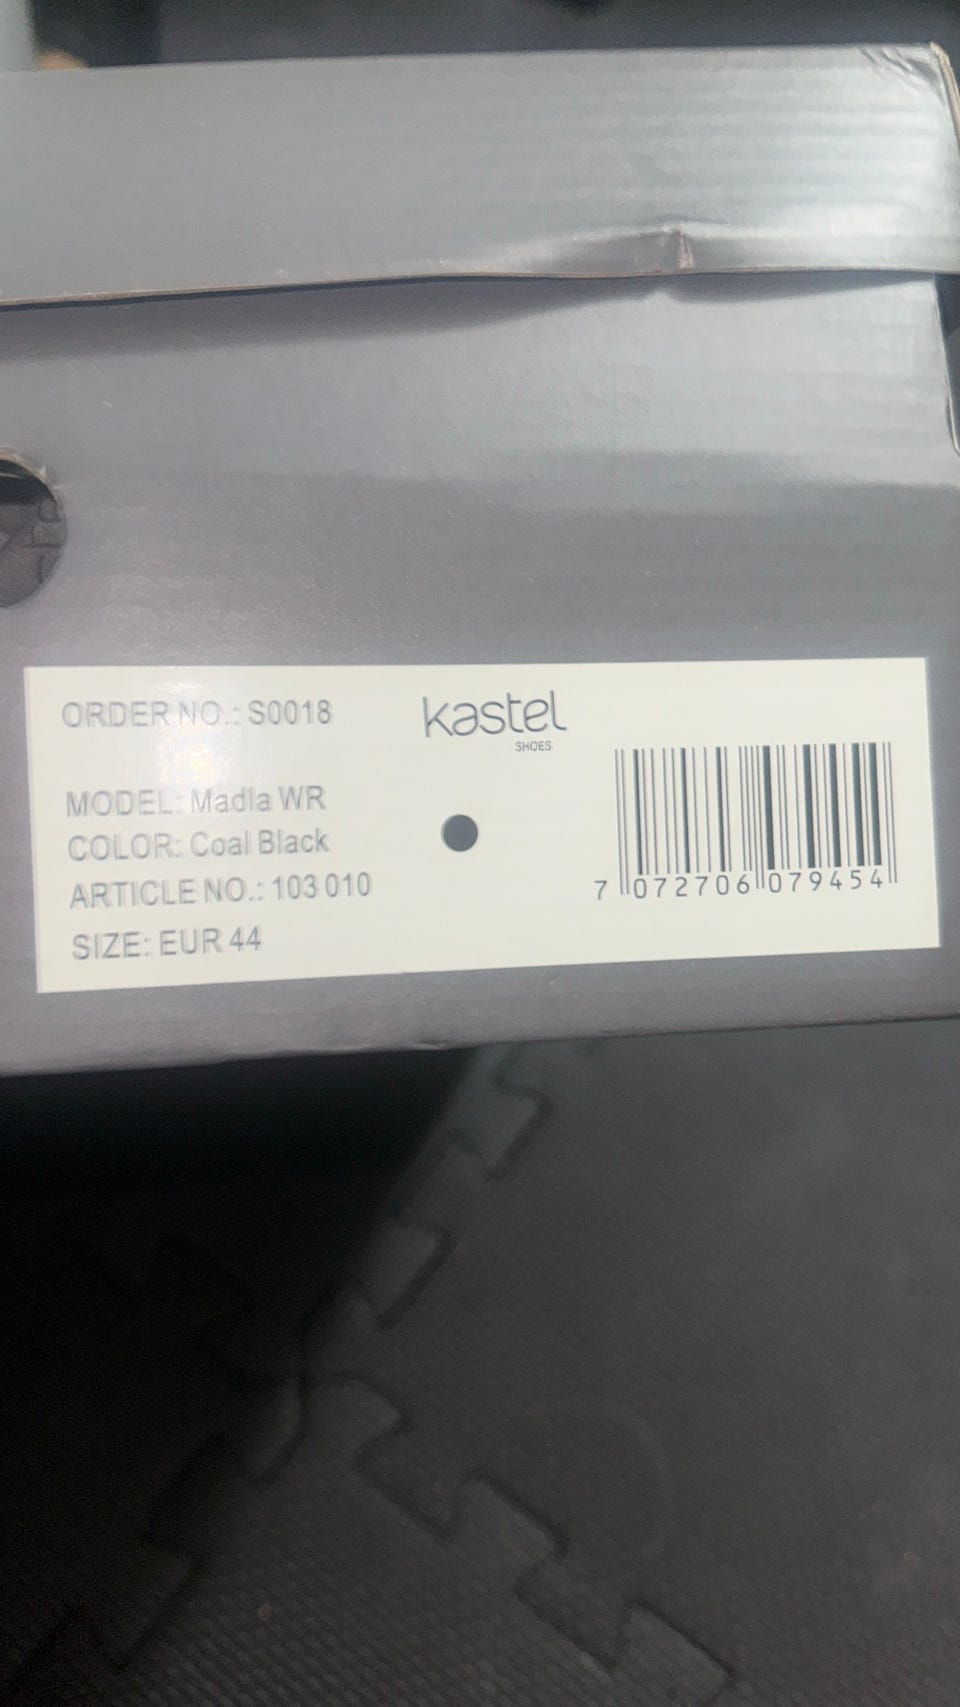 ORDER NO.: S0018
kastel
SHOES
MODEL: Madla WR
COLOR: Coal Black
ARTICLE NO.: 103 010
SIZE: EUR 44
7 072706 079454